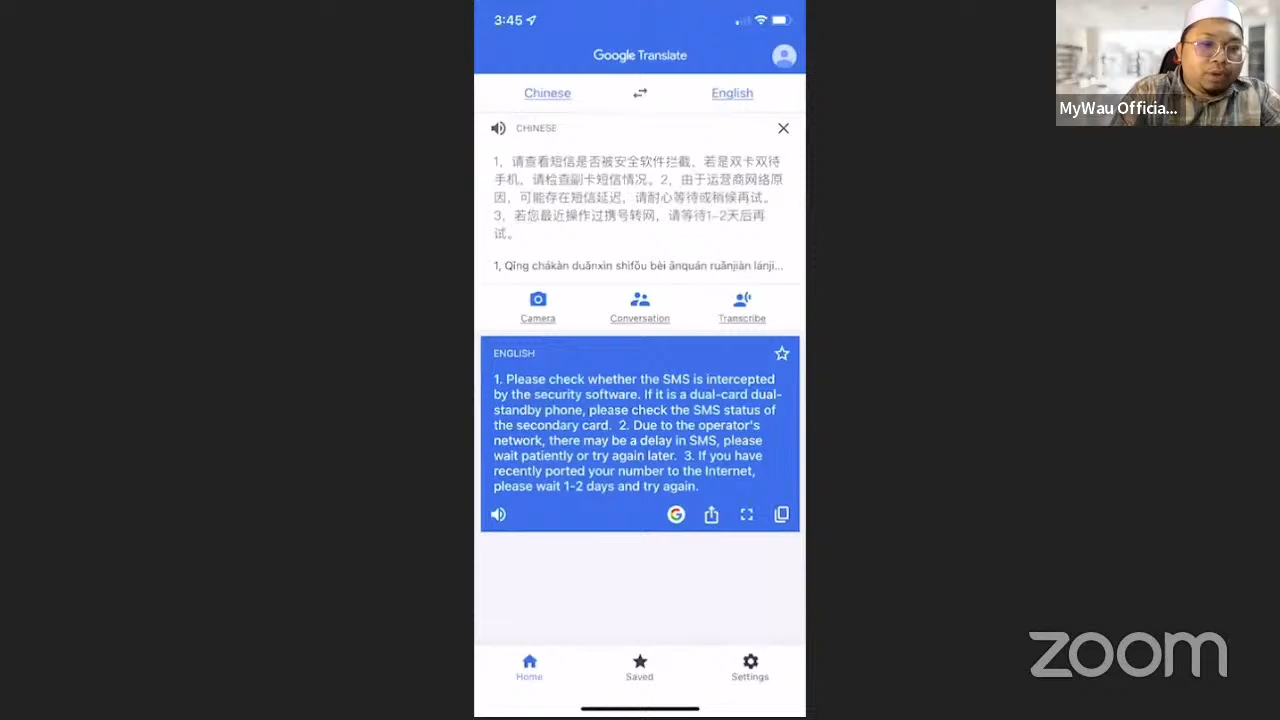 3:45
Google Translate
Chinese
English
CHINESE
1，请查看短信是否被安全软件拦截，若是双卡双待
手机，请检查副卡短信情况。2，由于运营商网络原
因，可能存在短信延迟，请耐心等待或稍候再试。
3，若您最近操作过携号转网，请等待1-2天后再
试。
1, Qǐng chákàn duǎnxìn shìfǒu bèi ānquán ruǎnjiàn lánji...
Camera
Conversation
Transcribe
ENGLISH
1. Please check whether the SMS is intercepted
by the security software. If it is a dual-card dual-
standby phone, please check the SMS status of
the secondary card.  2. Due to the operator's
network, there may be a delay in SMS, please
wait patiently or try again later.  3. If you have
recently ported your number to the Internet,
please wait 1-2 days and try again.
Home
Saved
Settings
MyWau Officia...
zoom